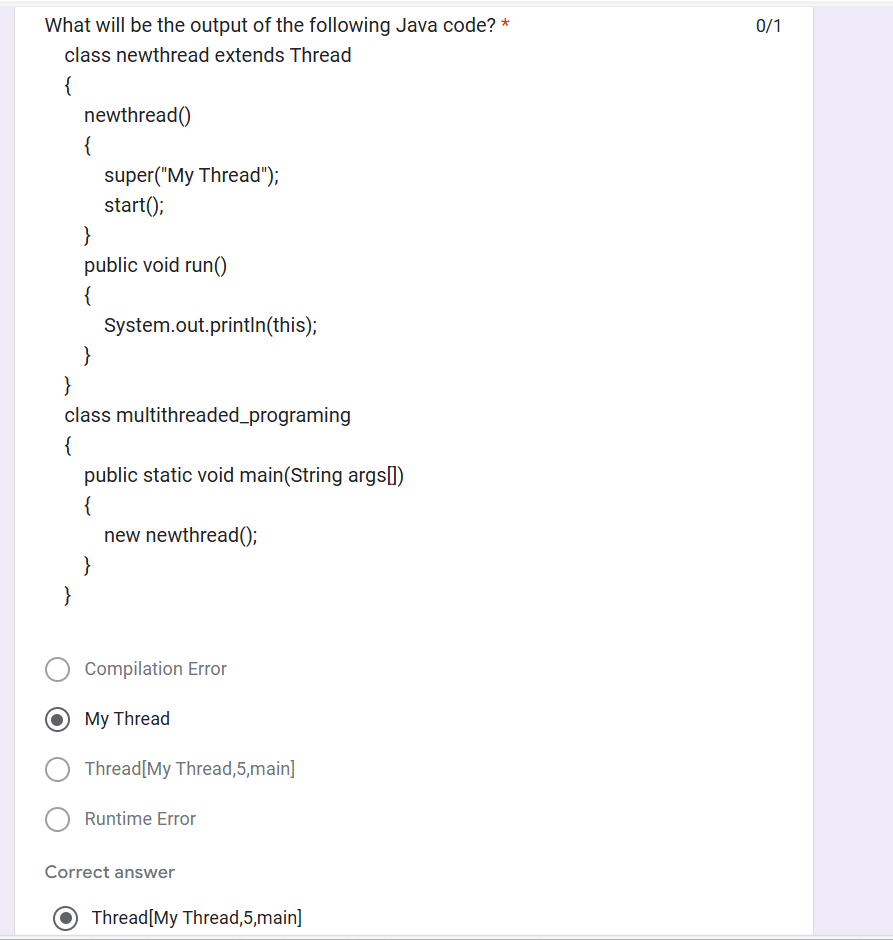 What will be the output of the following Java code? *
0/1
class newthread extends Thread
{
newthread()
{
super("My Thread");
start();
}
public void run()
{
System.out.println(this);
}
}
class multithreaded_programing
{
public static void main(String args[])
{
new newthread();
}
}
Compilation Error
My Thread
Thread[My Thread,5,main]
Runtime Error
Correct answer
Thread[My Thread,5,main]